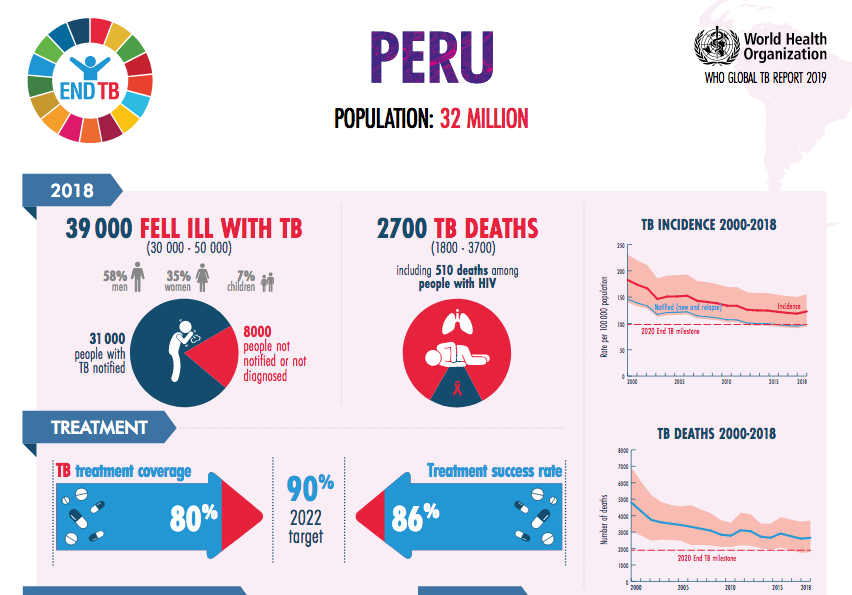 END TB
PERU
POPULATION: 32 MILLION
World Health
Organization
WHO GLOBAL TB REPORT 2019
2018
39 000 FELL ILL WITH TB
(30 000 - 50 000)
58%
men
35%
women
7%
children
31 000
people with
TB notified
8000
people not
notified or not
diagnosed
2700 TB DEATHS
(1800 - 3700)
including 510 deaths among
people with HIV
TB INCIDENCE 2000-2018
Rate per 100 000 population
250
200
150
100
50
0
Notified (new and relapse)
Incidence
2020 End TB milestone
2000
2005
2010
2015
2018
TREATMENT
TB treatment coverage
80%
90%
2022
target
Treatment success rate
86%
TB DEATHS 2000-2018
Number of deaths
8000
7000
6000
5000
4000
3000
2000
1000
0
2020 End TB milestone
2000
2005
2010
2015
2018